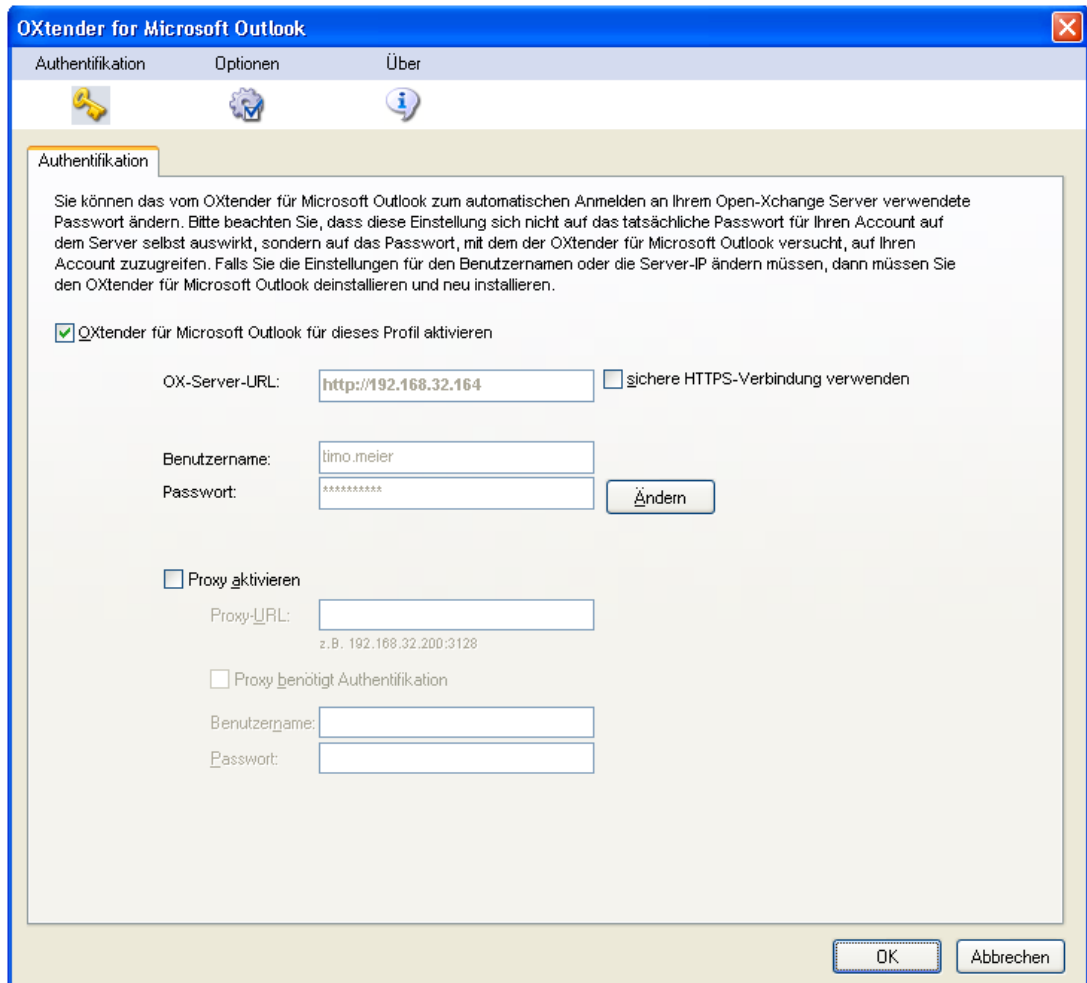 OXtender for Microsoft Outlook
Authentifikation Optionen Über
Authentifikation
Sie können das vom OXtender für Microsoft Outlook zum automatischen Anmelden an Ihrem Open-Xchange Server verwendete
Passwort ändern. Bitte beachten Sie, dass diese Einstellung sich nicht auf das tatsächliche Passwort für Ihren Account auf
dem Server selbst auswirkt, sondern auf das Passwort, mit dem der OXtender für Microsoft Outlook versucht, auf Ihren
Account zuzugreifen. Falls Sie die Einstellungen für den Benutzernamen oder die Server-IP ändern müssen, dann müssen Sie
den OXtender für Microsoft Outlook deinstallieren und neu installieren.
OXtender für Microsoft Outlook für dieses Profil aktivieren
OX-Server-URL: http://192.168.32.164 sichere HTTPS-Verbindung verwenden
Benutzername: timo.meier
Passwort: ********** Ändern
Proxy aktivieren
Proxy-URL:
z.B. 192.168.32.200:3128
Proxy benötigt Authentifikation
Benutzername:
Passwort:
OK Abbrechen